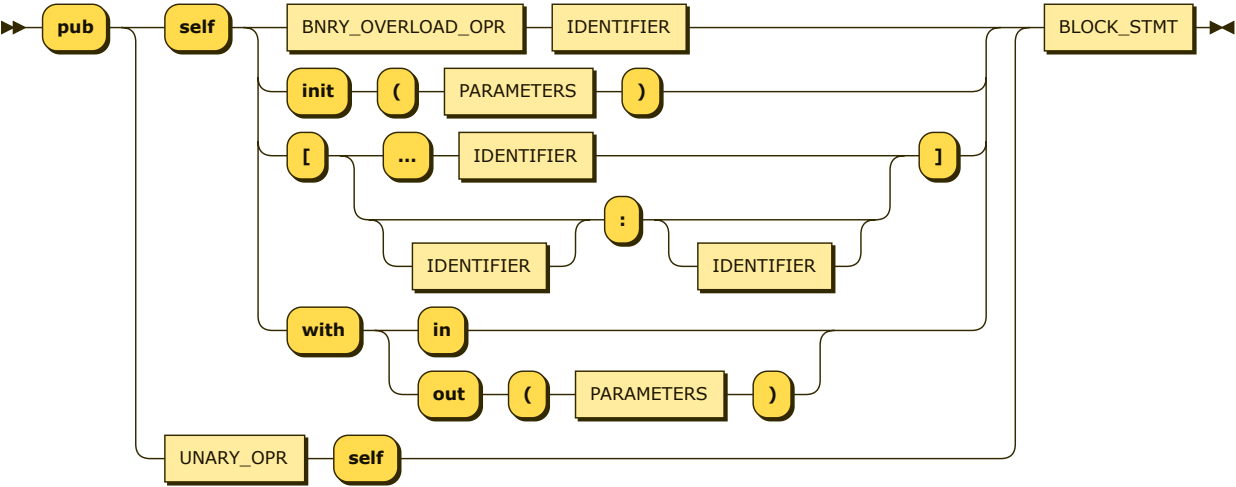 pub self BNRY_OVERLOAD_OPR IDENTIFIER BLOCK_STMT
init ( PARAMETERS )
[ ... IDENTIFIER ]
:
IDENTIFIER IDENTIFIER
with in
out ( PARAMETERS )
UNARY_OPR self